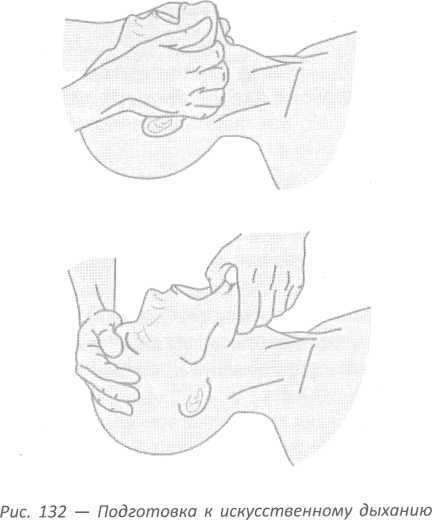 Рис. 132 — Подготовка к искусственному дыханию